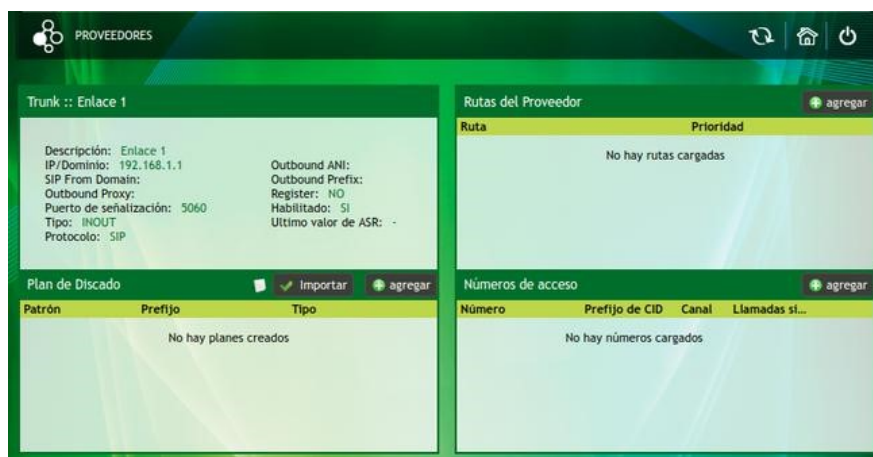 PROVEEDORES
Trunk :: Enlace 1
Descripción: Enlace 1
IP/Dominio: 192.168.1.1
SIP From Domain:
Outbound Proxy:
Puerto de señalización: 5060
Tipo: INOUT
Protocolo: SIP
Outbound ANI:
Outbound Prefix:
Register: NO
Habilitado: SI
Ultimo valor de ASR: -
Rutas del Proveedor
agregar
Ruta Prioridad
No hay rutas cargadas
Plan de Discado
Importar
agregar
Patrón Prefijo Tipo
No hay planes creados
Números de acceso
agregar
Número Prefijo de CID Canal Llamadas si...
No hay números cargados